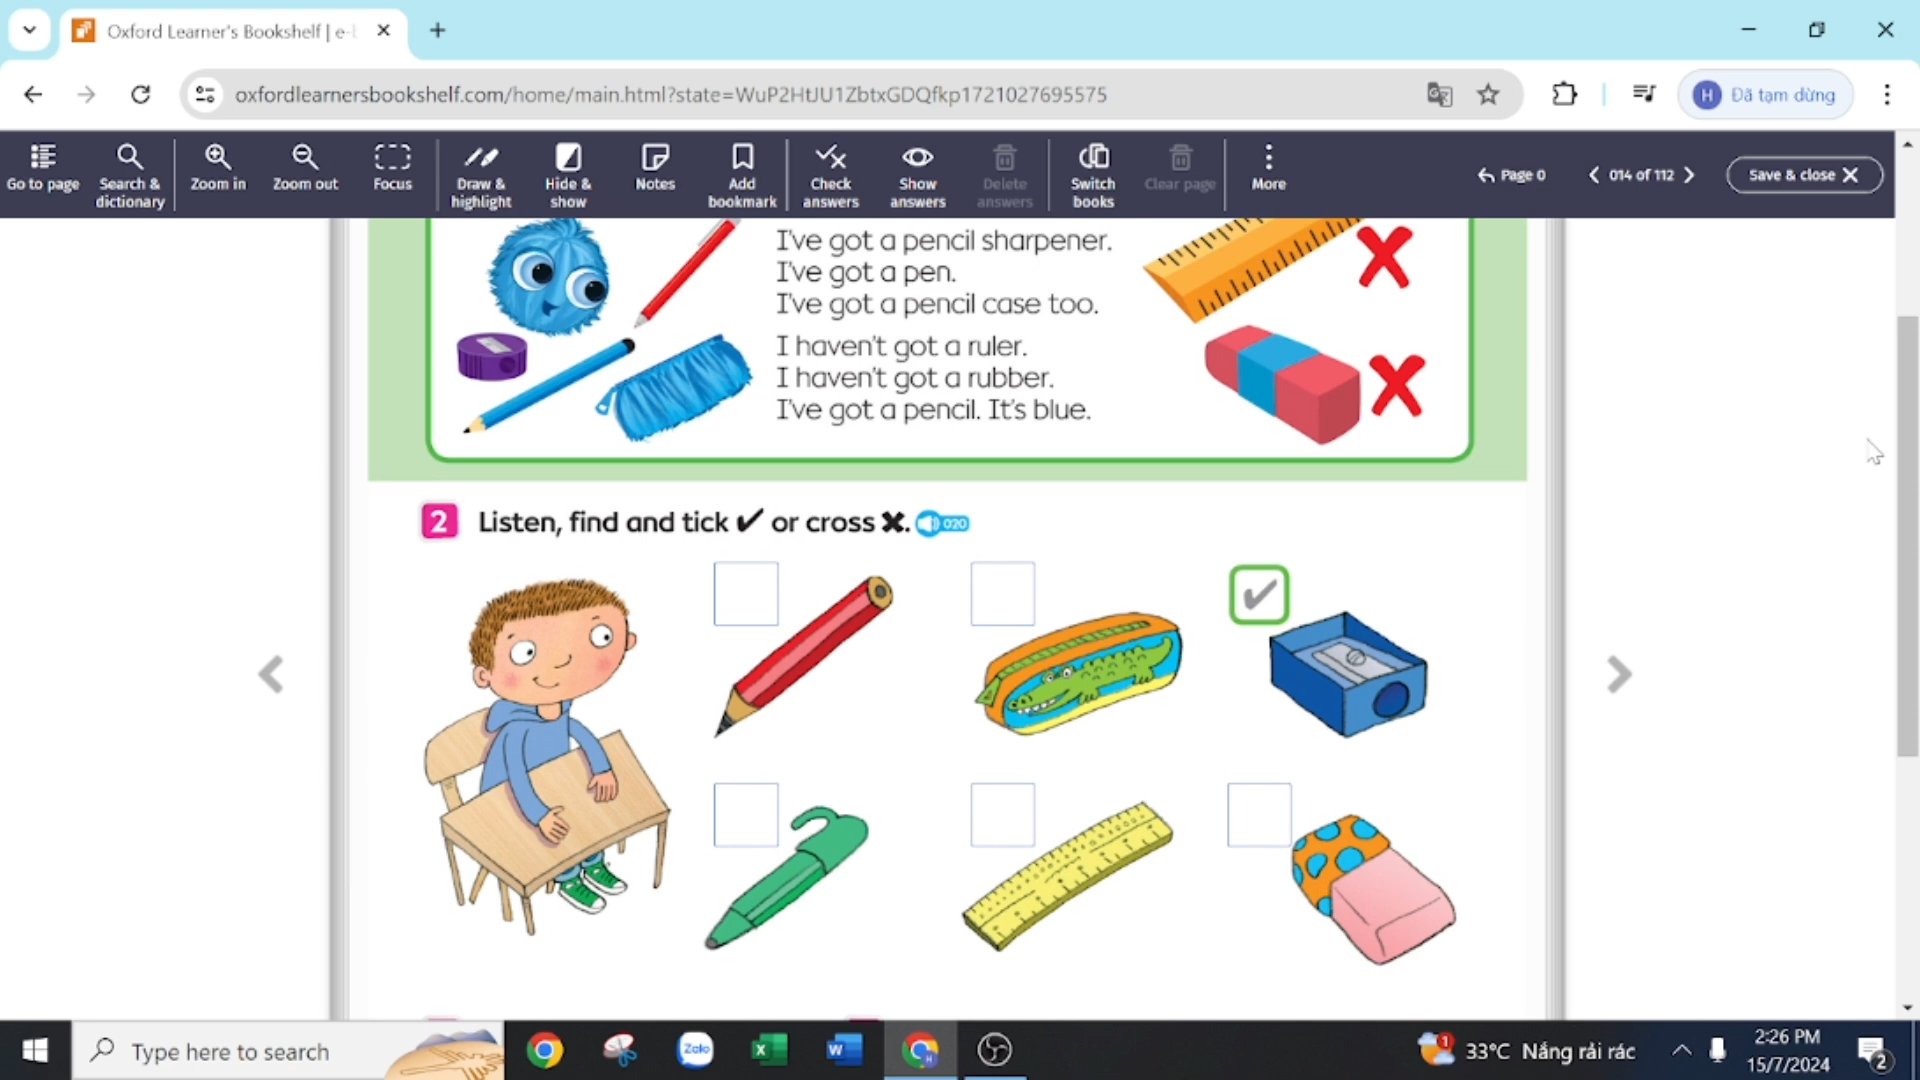 Oxford Learner's Bookshelf | e-
oxfordlearnersbookshelf.com/home/main.html?state=WuP2HtJU1ZbtxGDQfkp1721027695575
H Đã tạm dừng
Go to page
Search & dictionary
Zoom in
Zoom out
Focus
Draw & highlight
Hide & show
Notes
Add bookmark
Check answers
Show answers
Delete answers
Switch books
Clear page
More
Page 0
014 of 112
Save & close
I've got a pencil sharpener.
I've got a pen.
I've got a pencil case too.
I haven't got a ruler.
I haven't got a rubber.
I've got a pencil. It's blue.
2 Listen, find and tick ✔ or cross ✖. 020
Type here to search
Zalo
1
33°C Nắng rải rác
2:26 PM
15/7/2024
2